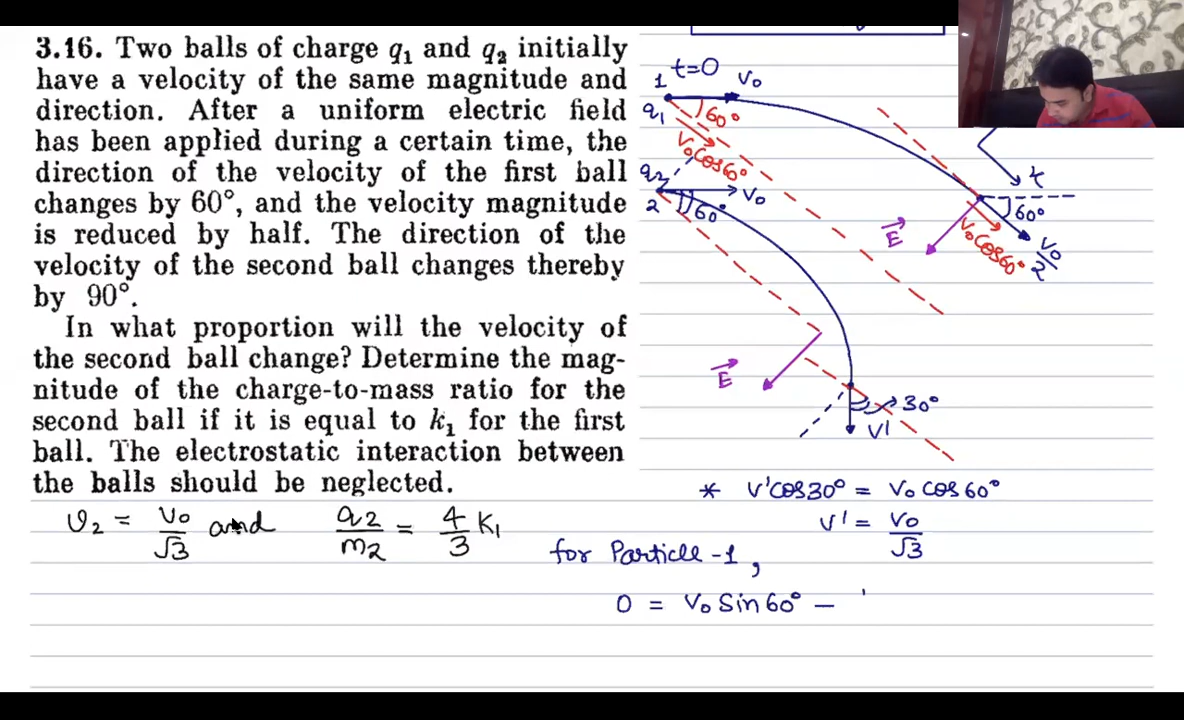 3.16. Two balls of charge q₁ and q₂ initially
have a velocity of the same magnitude and
direction. After a uniform electric field
has been applied during a certain time, the
direction of the velocity of the first ball
changes by 60°, and the velocity magnitude
is reduced by half. The direction of the
velocity of the second ball changes thereby
by 90°.
In what proportion will the velocity of
the second ball change? Determine the mag-
nitude of the charge-to-mass ratio for the
second ball if it is equal to k₁ for the first
ball. The electrostatic interaction between
the balls should be neglected.
v₂ = v₀/√3 and q₂/m₂ = 4/3 k₁
1 t=0 v₀
q₁ 60°
v₀cos60°
q₂ v₀
2 60°
t
60°
E v₀cos60° v₀/2
E
30°
v'
* v'cos30° = v₀ cos60°
v' = v₀/√3
for Particle-1,
0 = v₀ Sin60° –